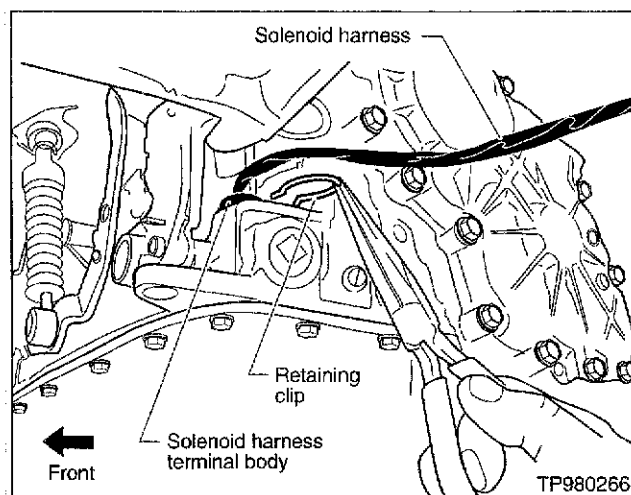 Solenoid harness
Retaining
clip
Solenoid harness
terminal body
Front
TP980266